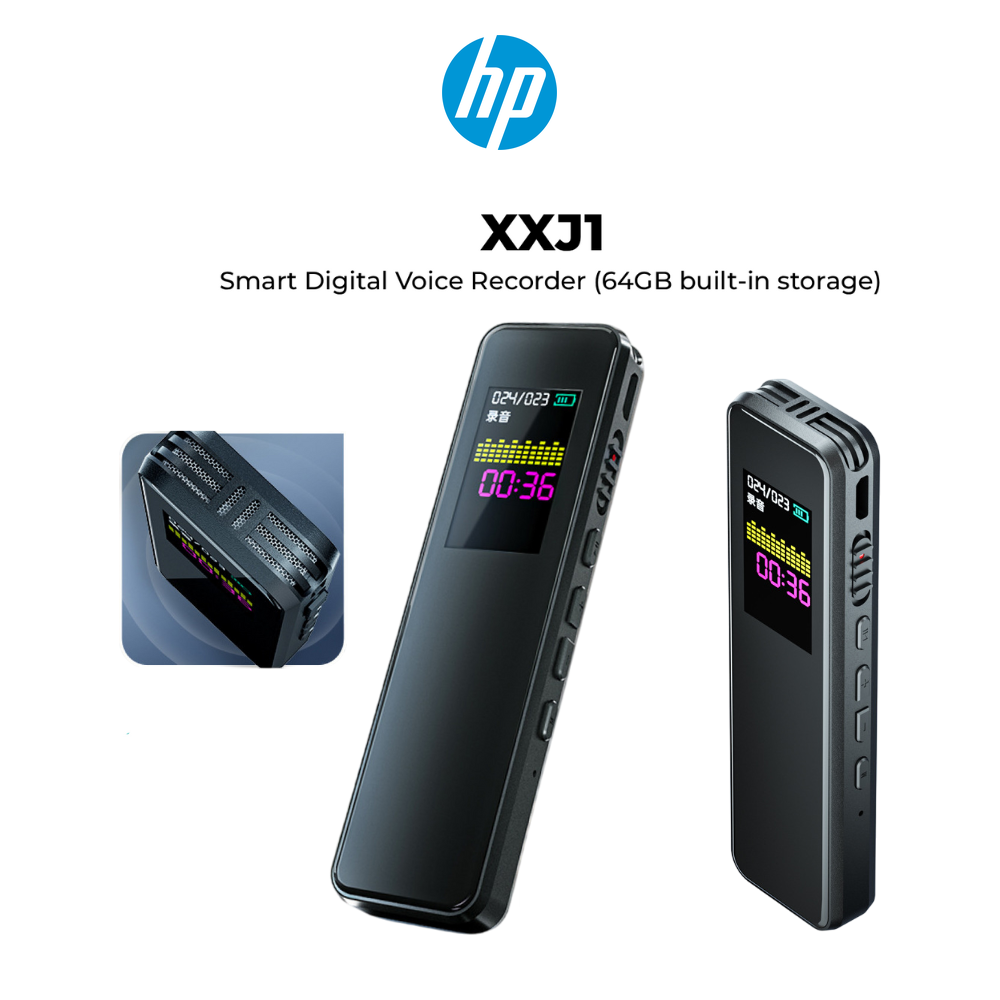 hp
XXJ1
Smart Digital Voice Recorder (64GB built-in storage)
024/023
录音
00:36
024/023
录音
00:36